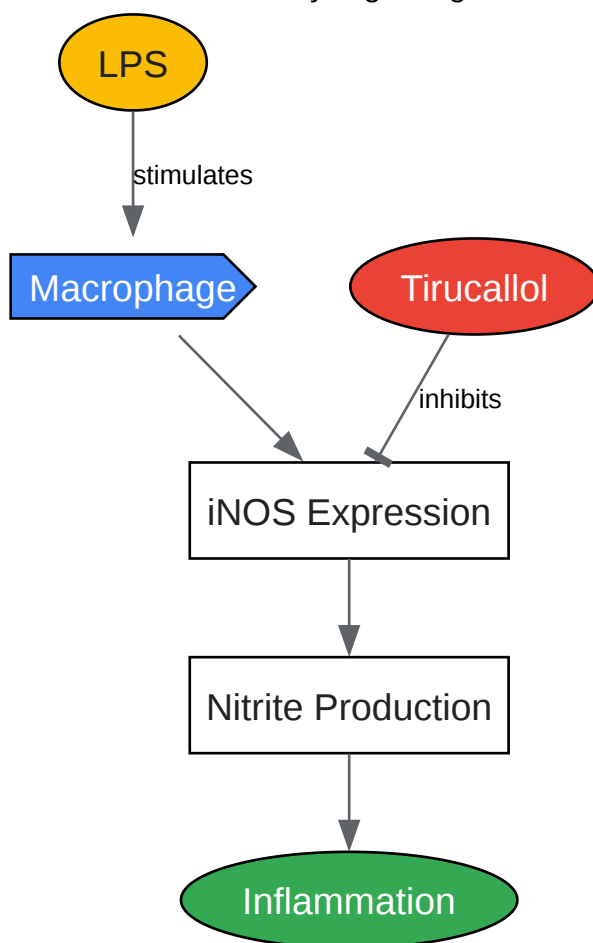 LPS
stimulates
Macrophage
Tirucallol
inhibits
iNOS Expression
Nitrite Production
Inflammation